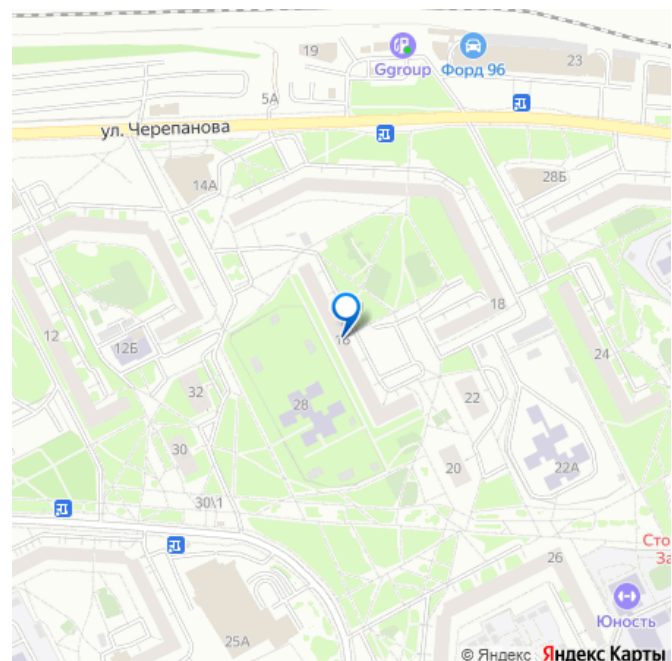 19
Ggroup
Форд 96
23
5А
ул. Черепанова
14А
28Б
18
12
12Б
16
24
32
28
22
30
20
22А
30\1
26
Сто
За
Юность
25А
© Яндекс Яндекс Карты